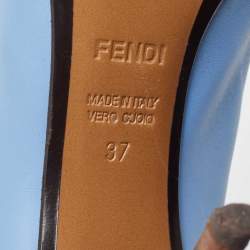 FENDI
MADE IN ITALY
VERO CUOIO
37